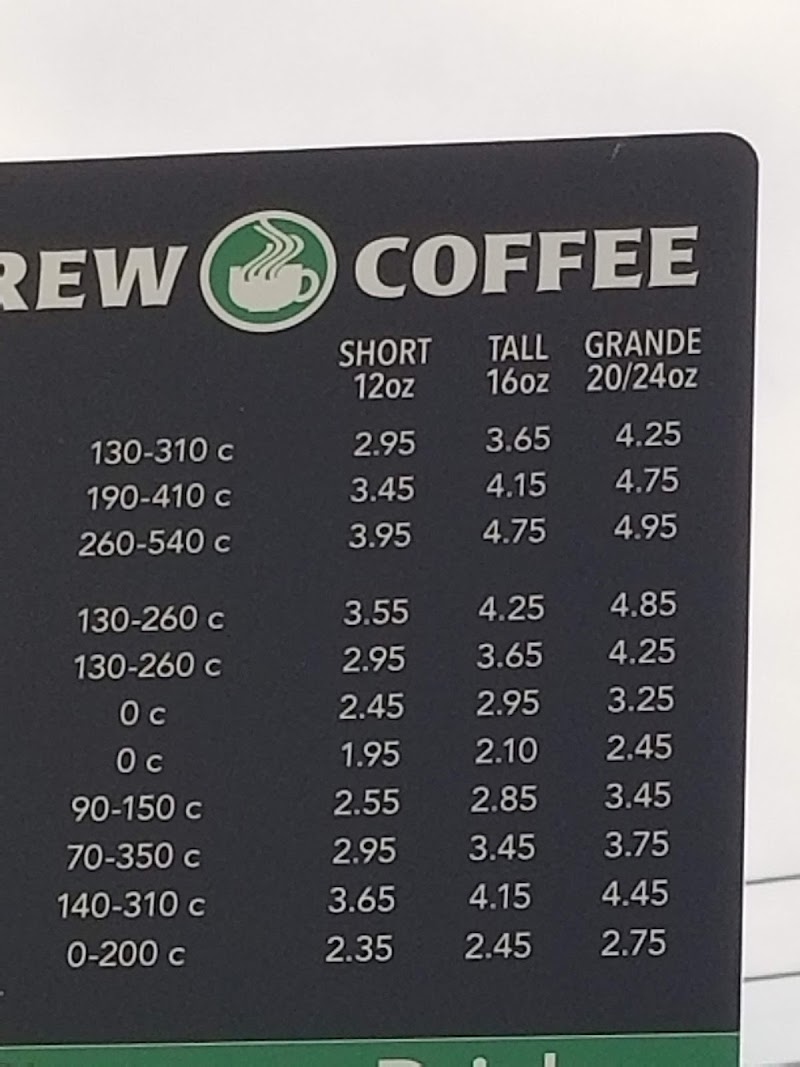 REW COFFEE
SHORT TALL GRANDE
12oz 16oz 20/24oz
130-310 c 2.95 3.65 4.25
190-410 c 3.45 4.15 4.75
260-540 c 3.95 4.75 4.95
130-260 c 3.55 4.25 4.85
130-260 c 2.95 3.65 4.25
0 c 2.45 2.95 3.25
0 c 1.95 2.10 2.45
90-150 c 2.55 2.85 3.45
70-350 c 2.95 3.45 3.75
140-310 c 3.65 4.15 4.45
0-200 c 2.35 2.45 2.75